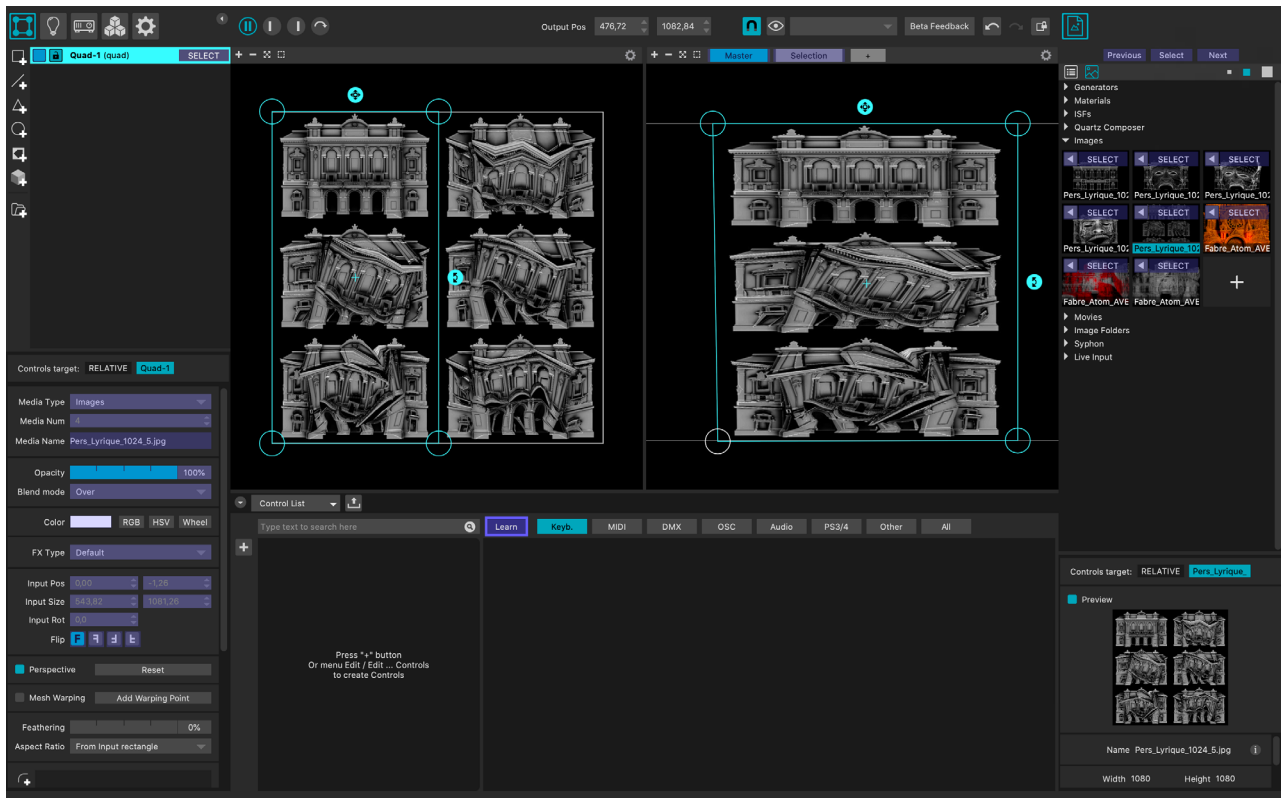 Output Pos 476,72 1082,84 Beta Feedback
Quad-1 (quad) SELECT
Master Selection +
Previous Select Next
Generators
Materials
ISFs
Quartz Composer
Images
SELECT SELECT SELECT
Pers_Lyrique_102 Pers_Lyrique_102 Pers_Lyrique_102
SELECT SELECT SELECT
Pers_Lyrique_102 Pers_Lyrique_102 Fabre_Atom_AVE
SELECT SELECT
Fabre_Atom_AVE Fabre_Atom_AVE
Movies
Image Folders
Syphon
Live Input
Controls target: RELATIVE Quad-1
Media Type Images
Media Num 4
Media Name Pers_Lyrique_1024_5.jpg
Opacity 100%
Blend mode Over
Color RGB HSV Wheel
FX Type Default
Input Pos 0,00 -1,26
Input Size 543,82 1081,26
Input Rot 0,0
Flip F
Perspective Reset
Mesh Warping Add Warping Point
Feathering 0%
Aspect Ratio From Input rectangle
Control List
Type text to search here
Learn Keyb. MIDI DMX OSC Audio PS3/4 Other All
Press "+" button
Or menu Edit / Edit ... Controls
to create Controls
Controls target: RELATIVE Pers_Lyrique_
Preview
Name Pers_Lyrique_1024_5.jpg
Width 1080 Height 1080